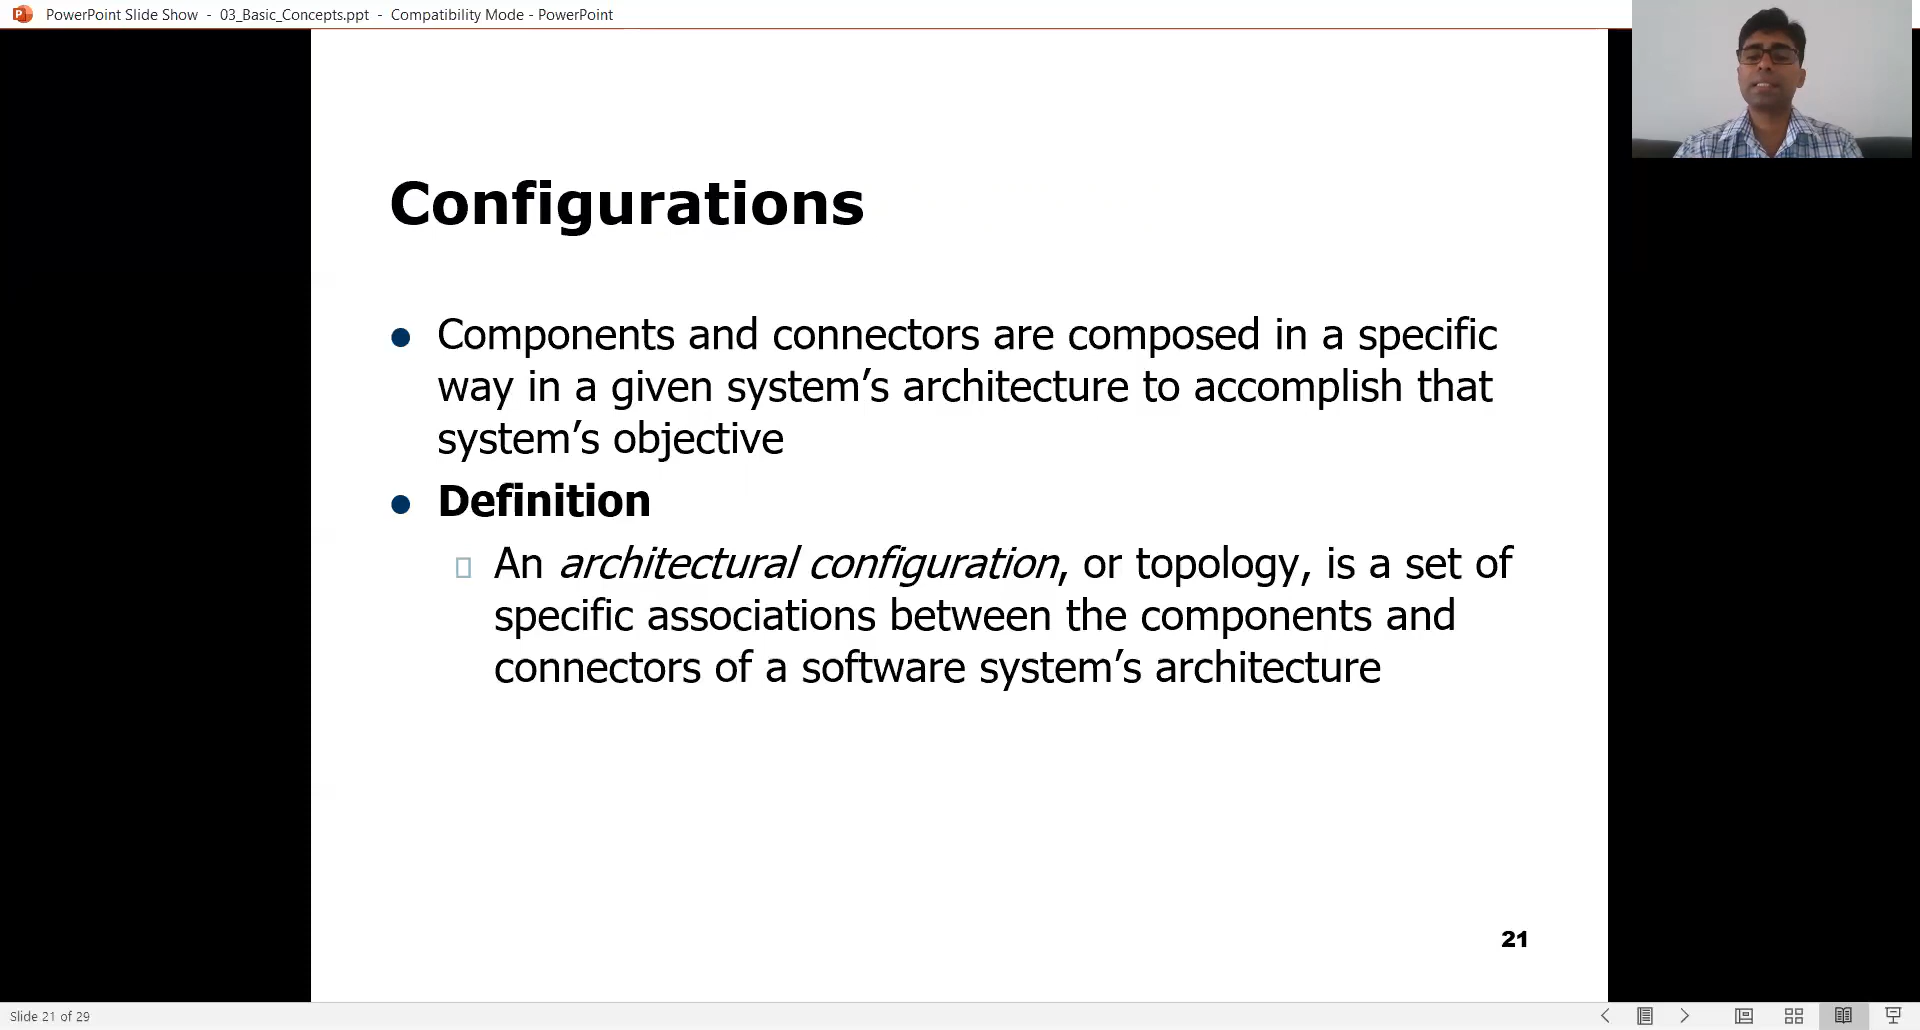 PowerPoint Slide Show - 03_Basic_Concepts.ppt - Compatibility Mode - PowerPoint
Configurations
Components and connectors are composed in a specific
way in a given system’s architecture to accomplish that
system’s objective
Definition
An architectural configuration, or topology, is a set of
specific associations between the components and
connectors of a software system’s architecture
21
Slide 21 of 29